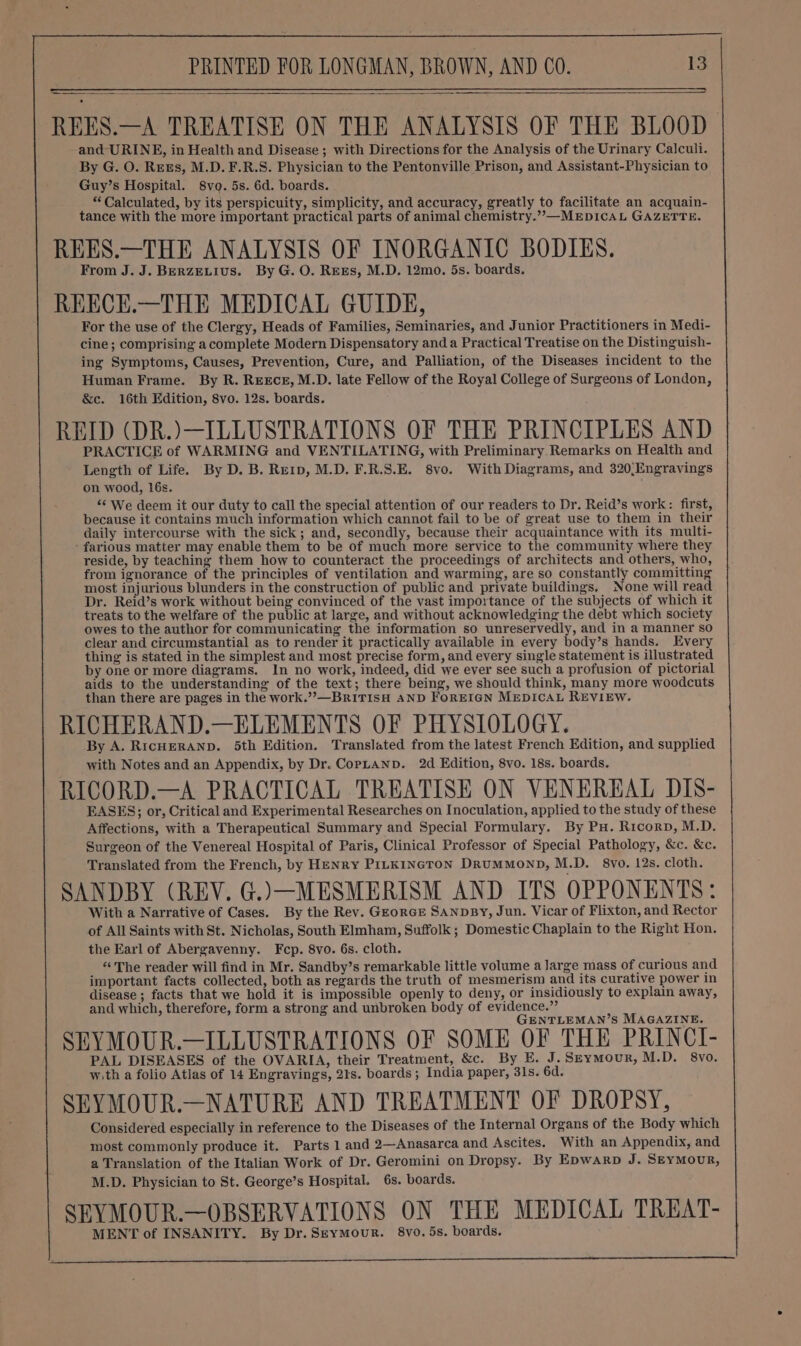 PRINTED FOR LONGMAN, BROWN, AND CO. 13
REES.—A TREATISE ON THE ANALYSIS OF THE BLOOD
and URINE, in Health and Disease; with Directions for the Analysis of the Urinary Calculi.
By G. O. REES, M.D. F.R.S. Physician to the Pentonville Prison, and Assistant-Physician to
Guy's Hospital. 8vo. 5s. 6d. boards.
“Calculated, by its perspicuity, simplicity, and accuracy, greatly to facilitate an acquain-
tance with the more important practical parts of animal chemistry.”—MEDICAL GAZETTE.
REES.—THE ANALYSIS OF INORGANIC BODIES.
From J. J. BERZELIUS. By G. O. REES, M.D. 12mo. 5s. boards.
REECE.—THE MEDICAL GUIDE,
For the use of the Clergy, Heads of Families, Seminaries, and Junior Practitioners in Medi-
cine; comprising a complete Modern Dispensatory and a Practical Treatise on the Distinguish-
ing Symptoms, Causes, Prevention, Cure, and Palliation, of the Diseases incident to the
Human Frame. By R. REECE, M.D. late Fellow of the Royal College of Surgeons of London,
&c. 16th Edition, 8vo. 12s. boards.
REID (DR.)—ILLUSTRATIONS OF THE PRINCIPLES AND
PRACTICE of WARMING and VENTILATING, with Preliminary Remarks on Health and
Length of Life. By D. B. REID, M.D. F.R.S.E. 8vo. With Diagrams, and 320 Engravings
on wood, 16s.
“We deem it our duty to call the special attention of our readers to Dr. Reid's work: first,
because it contains much information which cannot fail to be of great use to them in their
daily intercourse with the sick; and, secondly, because their acquaintance with its multi-
farious matter may enable them to be of much more service to the community where they
reside, by teaching them how to counteract the proceedings of architects and others, who,
from ignorance of the principles of ventilation and warming, are so constantly committing
most injurious blunders in the construction of public and private buildings. None will read
Dr. Reid's work without being convinced of the vast importance of the subjects of which it
treats to the welfare of the public at large, and without acknowledging the debt which society
owes to the author for communicating the information so unreservedly, and in a manner so
clear and circumstantial as to render it practically available in every body's hands. Every
thing is stated in the simplest and most precise form, and every single statement is illustrated
by one or more diagrams. In no work, indeed, did we ever see such a profusion of pictorial
aids to the understanding of the text; there being, we should think, many more woodcuts
than there are pages in the work.”—BRITISH AND FOREIGN MEDICAL REVIEW.
RICHERAND.—ELEMENTS OF PHYSIOLOGY.
By A. RICHERAND. 5th Edition. Translated from the latest French Edition, and supplied
with Notes and an Appendix, by Dr. COPLAND. 2d Edition, 8vo. 18s. boards.
RICORD.—A PRACTICAL TREATISE ON VENEREAL DIS-
EASES; or, Critical and Experimental Researches on Inoculation, applied to the study of these
Affections, with a Therapeutical Summary and Special Formulary. By PH. RICORD, M.D.
Surgeon of the Venereal Hospital of Paris, Clinical Professor of Special Pathology, &c. &c.
Translated from the French, by HENRY PILKINGTON DRUMMOND, M.D. 8vo. 12s. cloth.
SANDBY (REV. G.)—MESMERISM AND ITS OPPONENTS:
With a Narrative of Cases. By the Rev. GEORGE SANDBY, Jun. Vicar of Flixton, and Rector
of All Saints with St. Nicholas, South Elmham, Suffolk; Domestic Chaplain to the Right Hon.
the Earl of Abergavenny. Fcp. 8vo. 6s. cloth.
“The reader will find in Mr. Sandby's remarkable little volume a large mass of curious and
important facts collected, both as regards the truth of mesmerism and its curative power in
disease; facts that we hold it is impossible openly to deny, or insidiously to explain away,
and which, therefore, form a strong and unbroken body of evidence.”
GENTLEMAN'S MAGAZINE.
SEYMOUR.—ILLUSTRATIONS OF SOME OF THE PRINCI-
PAL DISEASES of the OVARIA, their Treatment, &c. By E. J. SEYMOUR, M.D. 8vo.
with a folio Atlas of 14 Engravings, 21s. boards; India paper, 31s. 6d.
SEYMOUR.—NATURE AND TREATMENT OF DROPSY,
Considered especially in reference to the Diseases of the Internal Organs of the Body which
most commonly produce it. Parts 1 and 2—Anasarca and Ascites. With an Appendix, and
a Translation of the Italian Work of Dr. Geromini on Dropsy. By EDWARD J. SEYMOUR,
M.D. Physician to St. George's Hospital. 6s. boards.
SEYMOUR.—OBSERVATIONS ON THE MEDICAL TREAT-
MENT of INSANITY. By Dr. SEYMOUR. 8vo. 5s. boards.